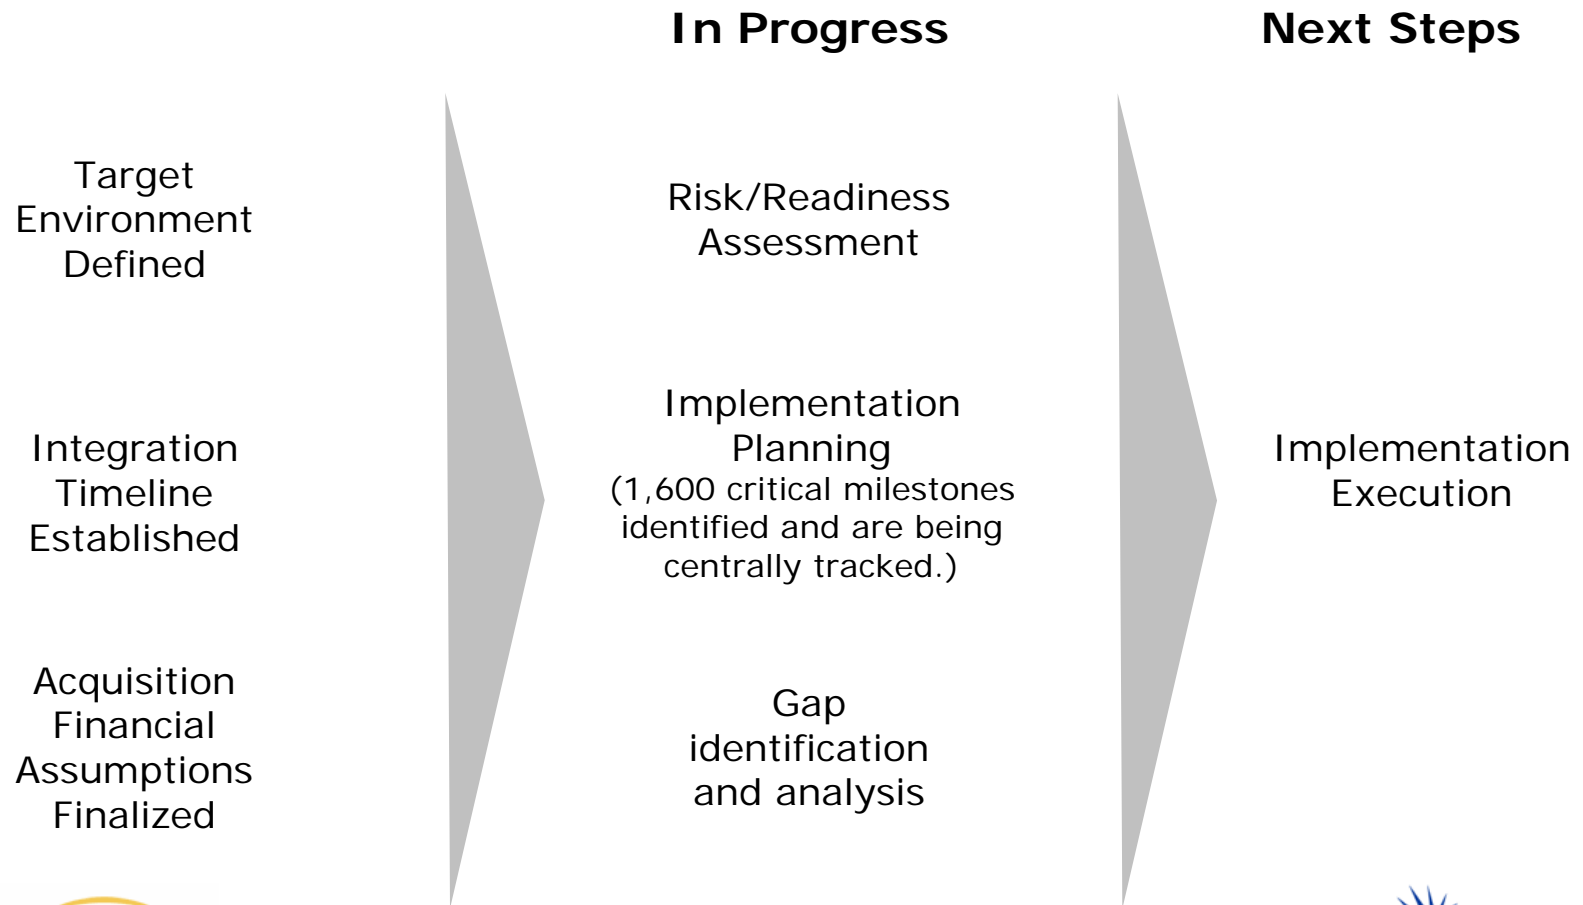 In Progress
Next Steps
Target
Environment
Defined
Integration
Timeline
Established
Acquisition
Financial
Assumptions
Finalized
Risk/Readiness
Assessment
Implementation
Planning
(1,600 critical milestones
identified and are being
centrally tracked.)
Gap
identification
and analysis
Implementation
Execution